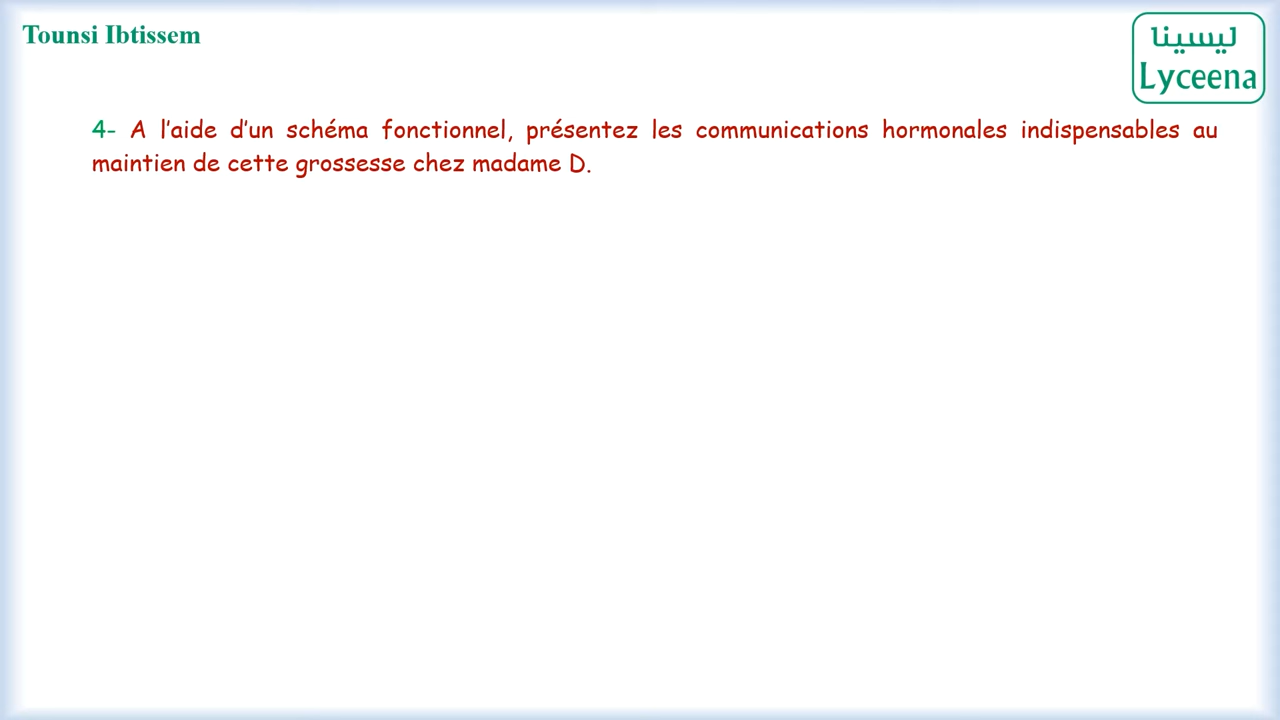 Tounsi Ibtissem
ليسينا
Lyceena
4- A l'aide d'un schéma fonctionnel, présentez les communications hormonales indispensables au
maintien de cette grossesse chez madame D.